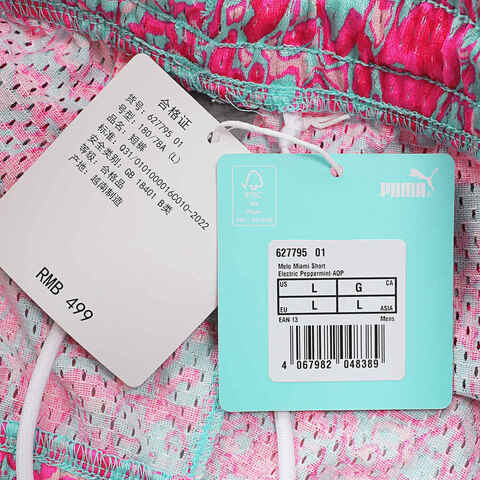 合格证
货号: 627795 01
号型: 180/78A (L)
品名: 短裤
标准: Q31/0101000016C010-2022
安全类别: GB 18401 B类
等级: 合格品
产地: 越南制造
RMB 499
FSC
PUMA
627795 01
Melo Miami Short
Electric Peppermint-AOP
US L G CA
EU L L ASIA
EAN 13 Mens
4 067982 048389